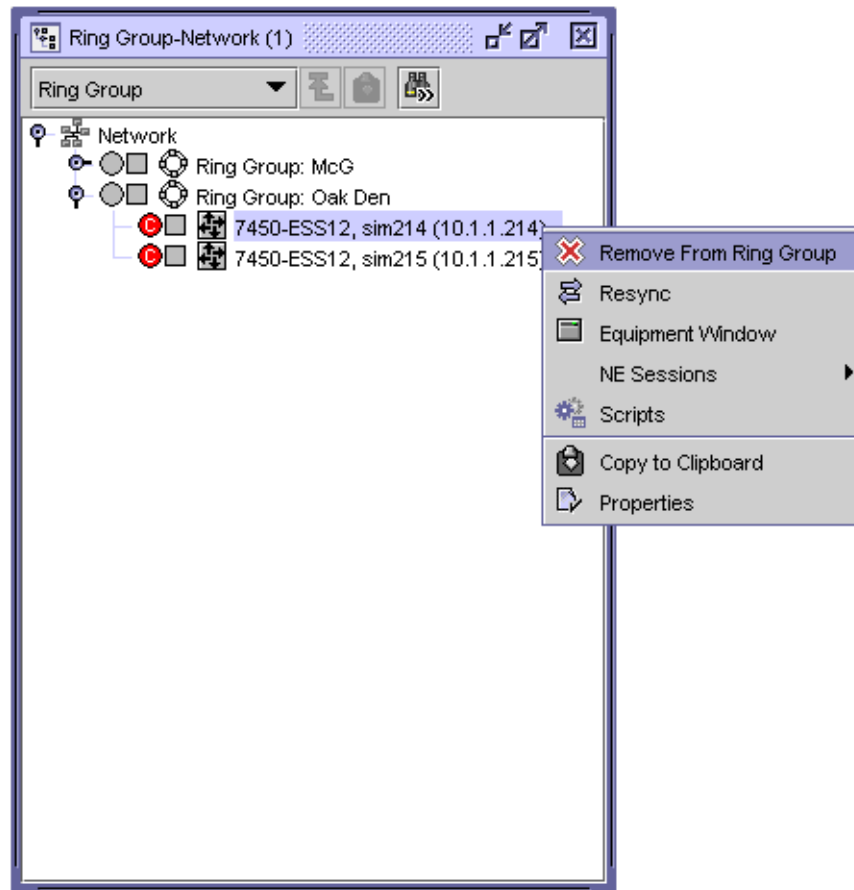 Ring Group-Network (1)
Ring Group
Network
Ring Group: McG
Ring Group: Oak Den
C 7450-ESS12, sim214 (10.1.1.214)
C 7450-ESS12, sim215 (10.1.1.215)
Remove From Ring Group
Resync
Equipment Window
NE Sessions
Scripts
Copy to Clipboard
Properties